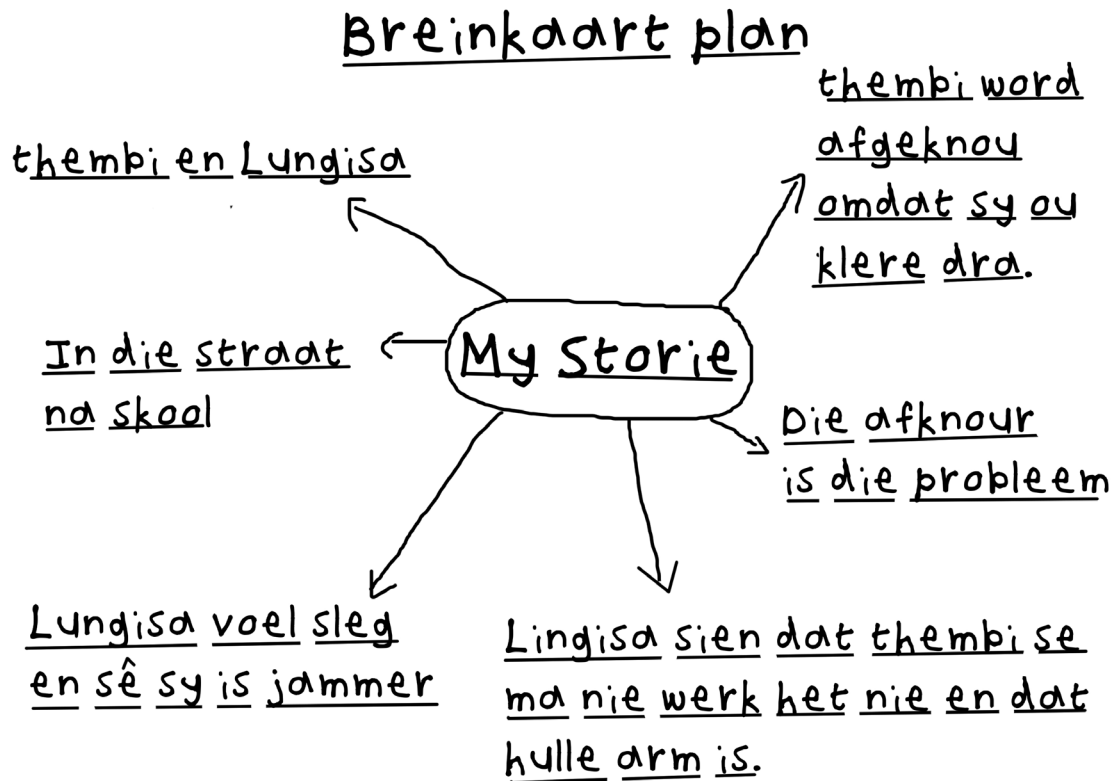 Breinkaart plan
thembi en Lungisa
thembi word
afgeknou
omdat sy ou
klere dra.
In die straat
na skool
My Storie
Die afknour
is die probleem
Lungisa voel sleg
en sê sy is jammer
Lingisa sien dat thembi se
ma nie werk het nie en dat
hulle arm is.